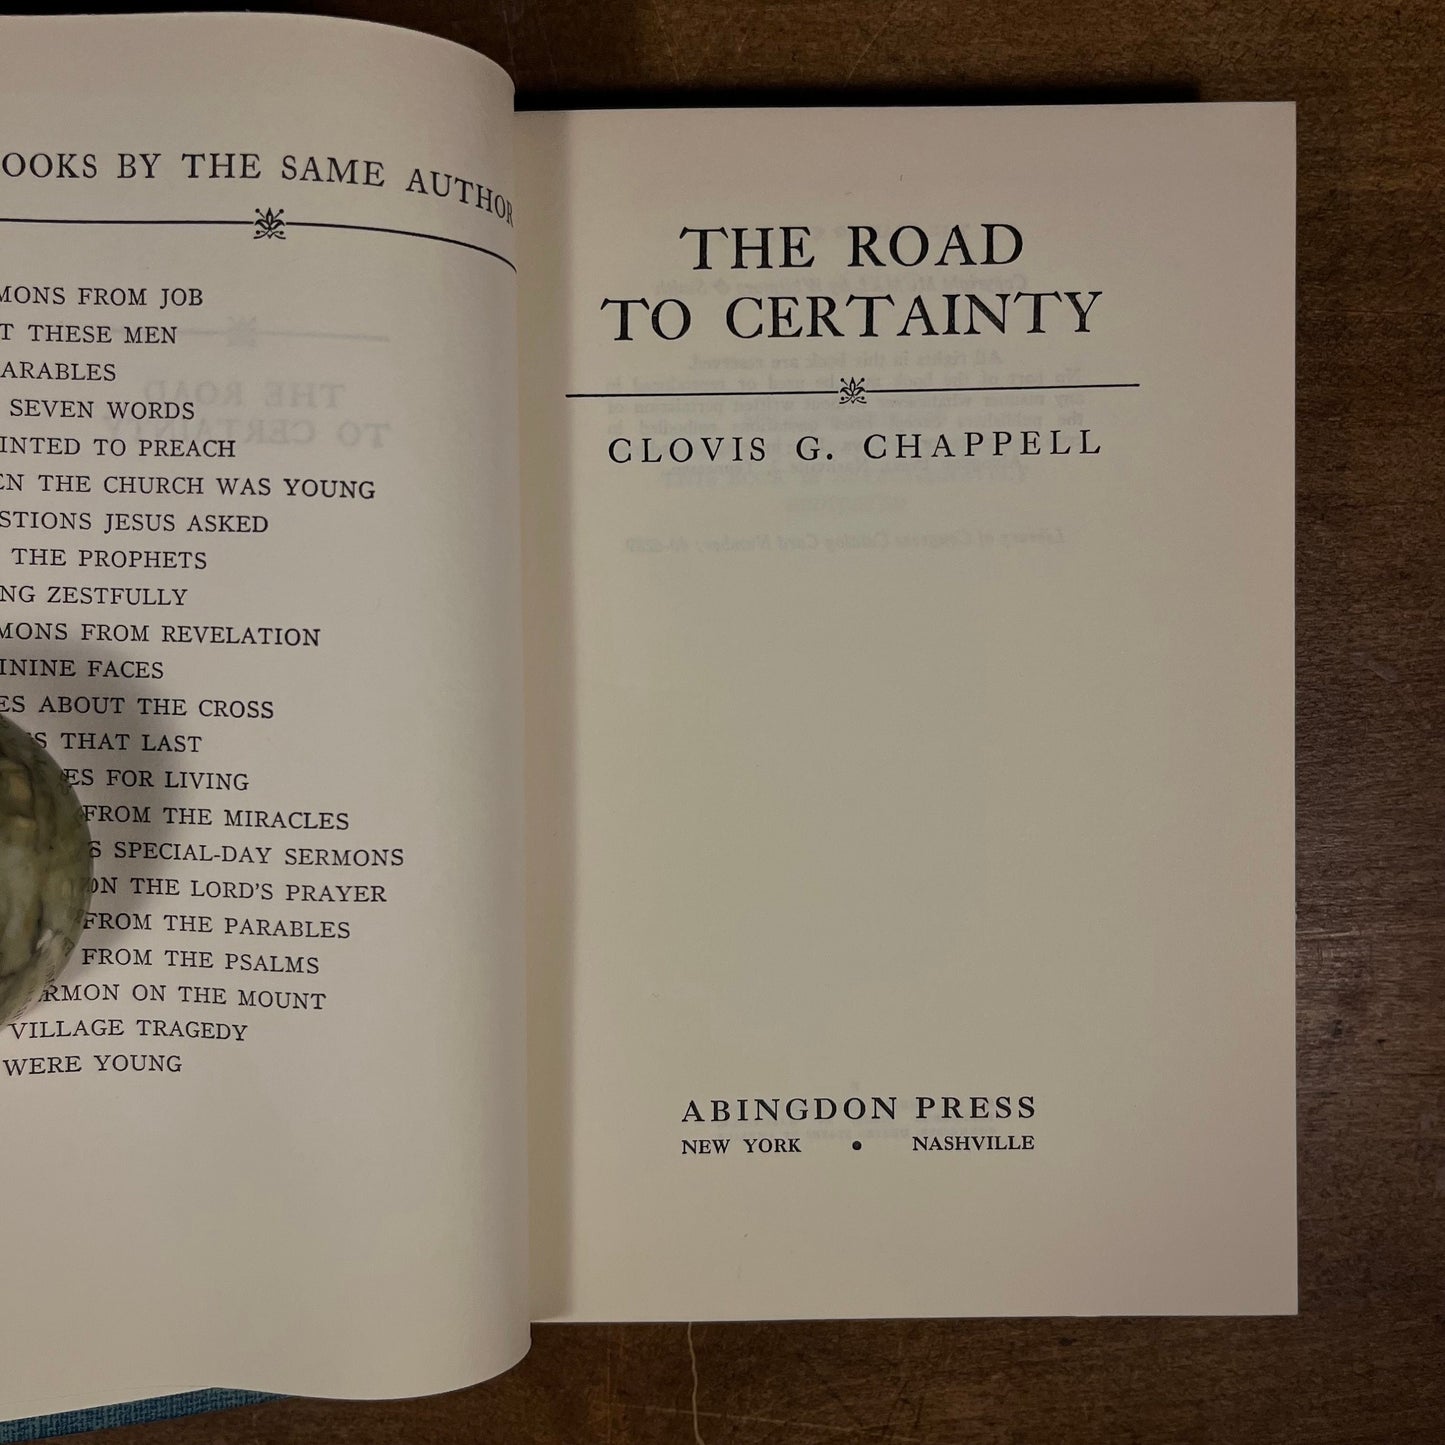 OOKS BY THE SAME AUTHOR
MONS FROM JOB
T THESE MEN
ARABLES
SEVEN WORDS
INTED TO PREACH
EN THE CHURCH WAS YOUNG
STIONS JESUS ASKED
THE PROPHETS
NG ZESTFULLY
MONS FROM REVELATION
ININE FACES
ES ABOUT THE CROSS
GS THAT LAST
ES FOR LIVING
FROM THE MIRACLES
S SPECIAL-DAY SERMONS
ON THE LORD'S PRAYER
FROM THE PARABLES
FROM THE PSALMS
RMON ON THE MOUNT
VILLAGE TRAGEDY
WERE YOUNG
THE ROAD
TO CERTAINTY
CLOVIS G. CHAPPELL
ABINGDON PRESS
NEW YORK • NASHVILLE